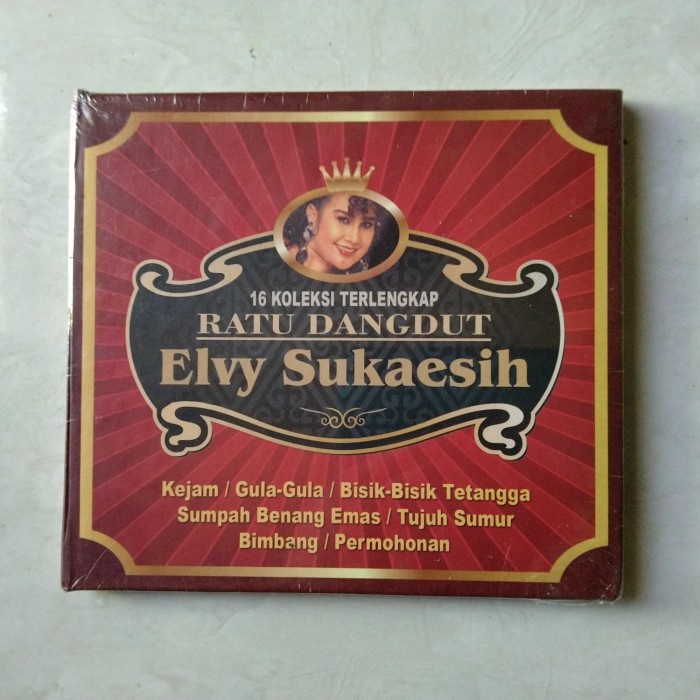 16 KOLEKSI TERLENGKAP
RATU DANGDUT
Elvy Sukaesih
Kejam / Gula-Gula / Bisik-Bisik Tetangga
Sumpah Benang Emas / Tujuh Sumur
Bimbang / Permohonan